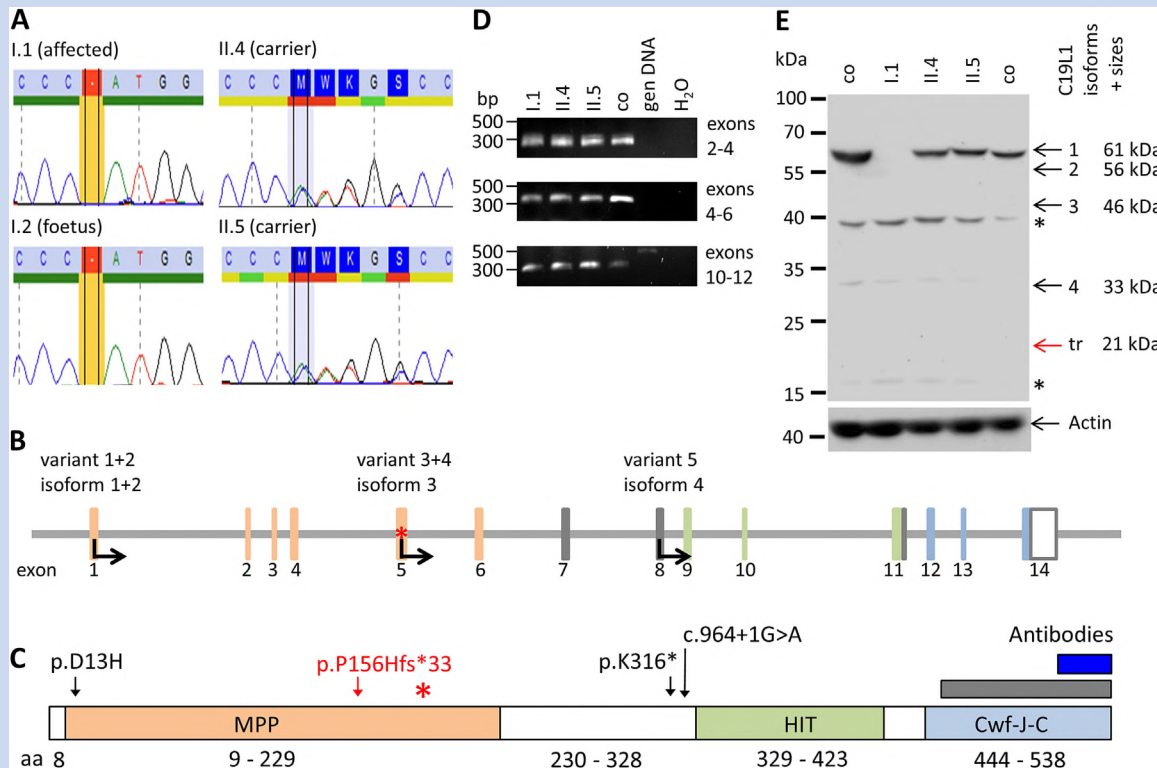 A
I.1 (affected)
C C C - A T G G
II.4 (carrier)
C C C M W K G S C C
I.2 (foetus)
C C C - A T G G
II.5 (carrier)
C C C M W K G S C C
D
bp
I.1 II.4 II.5 co gen DNA H2O
500
300
exons
2-4
500
300
exons
4-6
500
300
exons
10-12
E
kDa
co I.1 II.4 II.5 co
C19L1
isoforms
+ sizes
100
70
55
40
35
25
15
1 61 kDa
2 56 kDa
3 46 kDa
*
4 33 kDa
tr 21 kDa
*
40
Actin
B
variant 1+2
isoform 1+2
variant 3+4
isoform 3
variant 5
isoform 4
*
exon 1 2 3 4 5 6 7 8 9 10 11 12 13 14
C
p.D13H
p.P156Hfs*33
*
p.K316*
c.964+1G>A
Antibodies
MPP HIT Cwf-J-C
aa 8 9 - 229 230 - 328 329 - 423 444 - 538